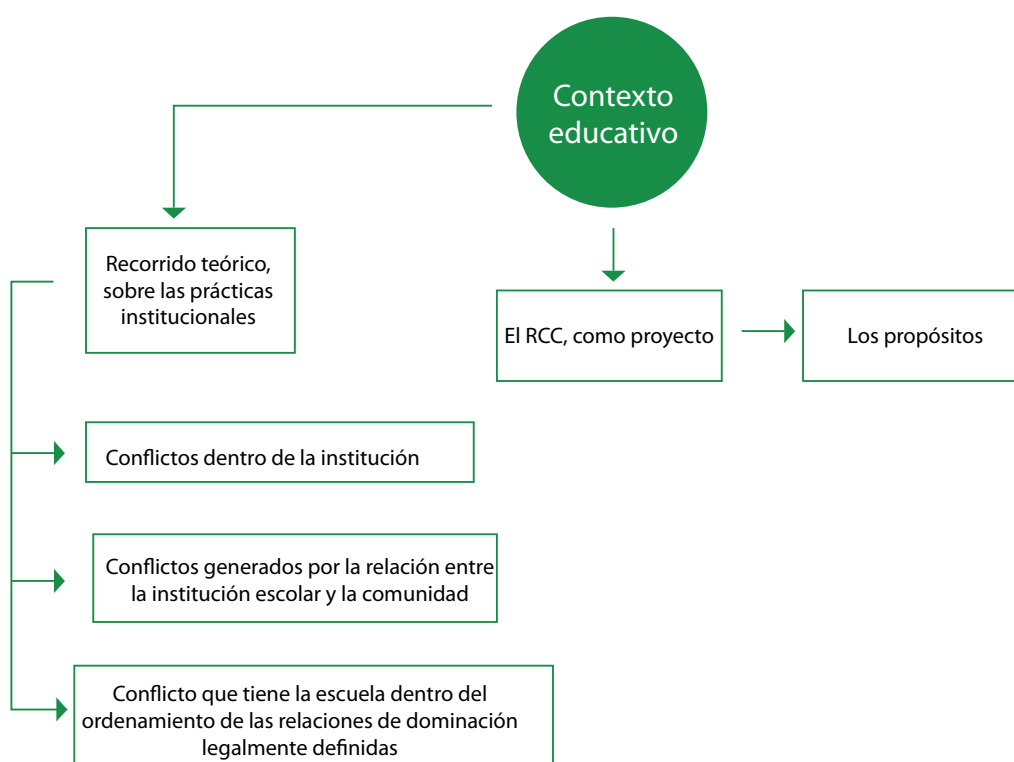 Contexto
educativo
Recorrido teórico,
sobre las prácticas
institucionales
El RCC, como proyecto
Los propósitos
Conflictos dentro de la institución
Conflictos generados por la relación entre
la institución escolar y la comunidad
Conflicto que tiene la escuela dentro del
ordenamiento de las relaciones de dominación
legalmente definidas